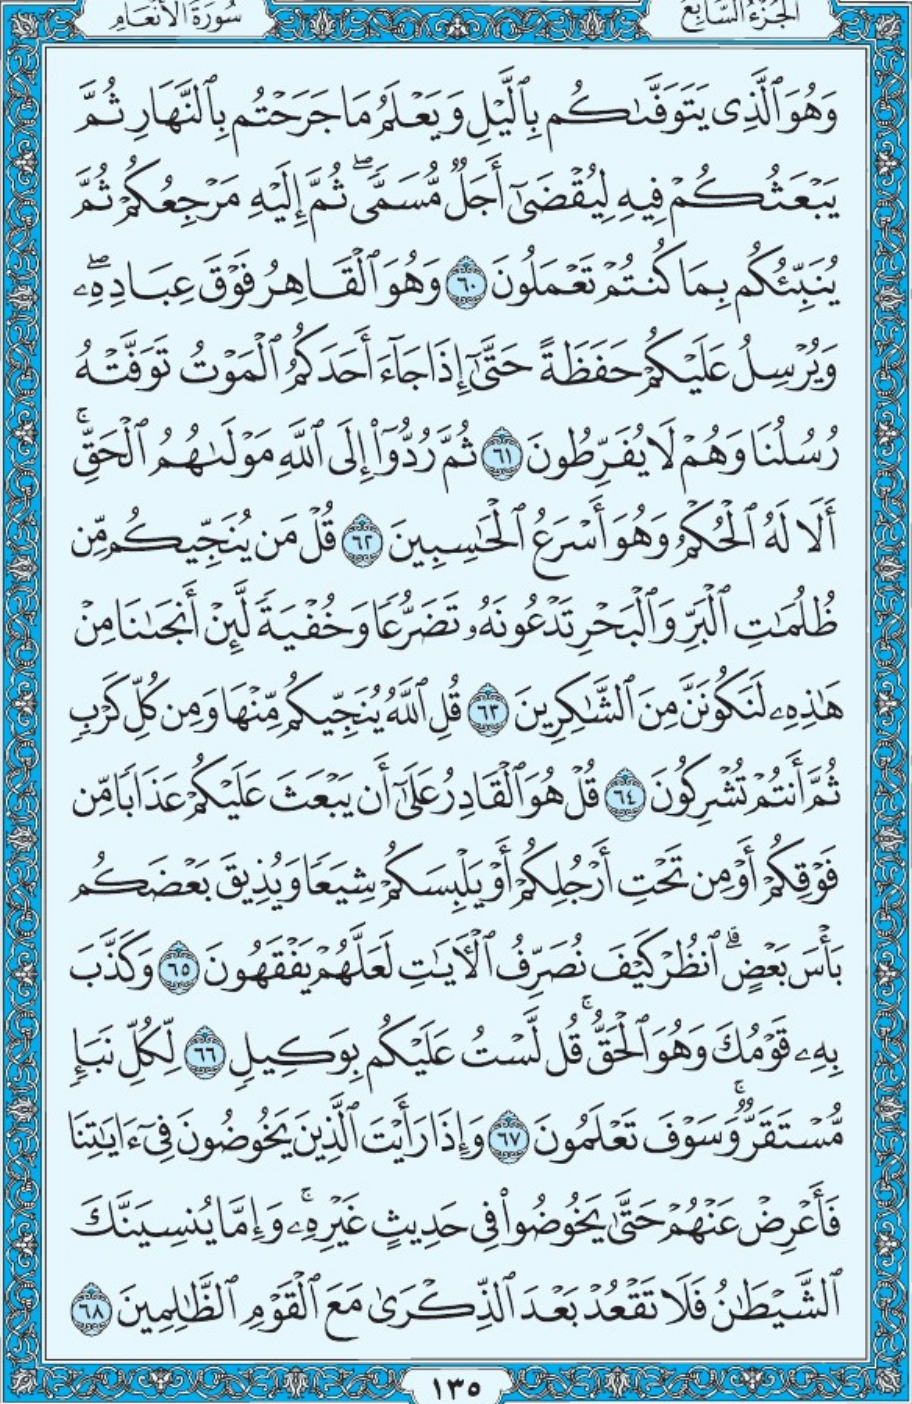 الجُزءُ السَّابِعُ
سُورَةُ الأَنْعَامِ
وَهُوَ ٱلَّذِى يَتَوَفَّىٰكُم بِٱلَّيْلِ وَيَعْلَمُ مَا جَرَحْتُم بِٱلنَّهَارِ ثُمَّ
يَبْعَثُكُمْ فِيهِ لِيُقْضَىٰٓ أَجَلٌ مُّسَمًّى ۖ ثُمَّ إِلَيْهِ مَرْجِعُكُمْ ثُمَّ
يُنَبِّئُكُم بِمَا كُنتُمْ تَعْمَلُونَ ٦٠ وَهُوَ ٱلْقَاهِرُ فَوْقَ عِبَادِهِۦ ۖ
وَيُرْسِلُ عَلَيْكُمْ حَفَظَةً حَتَّىٰٓ إِذَا جَآءَ أَحَدَكُمُ ٱلْمَوْتُ تَوَفَّتْهُ
رُسُلُنَا وَهُمْ لَا يُفَرِّطُونَ ٦١ ثُمَّ رُدُّوٓا۟ إِلَى ٱللَّهِ مَوْلَىٰهُمُ ٱلْحَقِّ ۚ
أَلَا لَهُ ٱلْحُكْمُ وَهُوَ أَسْرَعُ ٱلْحَٰسِبِينَ ٦٢ قُلْ مَن يُنَجِّيكُم مِّن
ظُلُمَٰتِ ٱلْبَرِّ وَٱلْبَحْرِ تَدْعُونَهُۥ تَضَرُّعًا وَخُفْيَةً لَّئِنْ أَنجَىٰنَا مِنْ
هَٰذِهِۦ لَنَكُونَنَّ مِنَ ٱلشَّٰكِرِينَ ٦٣ قُلِ ٱللَّهُ يُنَجِّيكُم مِّنْهَا وَمِن كُلِّ كَرْبٍ
ثُمَّ أَنتُمْ تُشْرِكُونَ ٦٤ قُلْ هُوَ ٱلْقَادِرُ عَلَىٰٓ أَن يَبْعَثَ عَلَيْكُمْ عَذَابًا مِّن
فَوْقِكُمْ أَوْ مِن تَحْتِ أَرْجُلِكُمْ أَوْ يَلْبِسَكُمْ شِيَعًا وَيُذِيقَ بَعْضَكُم
بَأْسَ بَعْضٍ ۗ ٱنظُرْ كَيْفَ نُصَرِّفُ ٱلْءَايَٰتِ لَعَلَّهُمْ يَفْقَهُونَ ٦٥ وَكَذَّبَ
بِهِۦ قَوْمُكَ وَهُوَ ٱلْحَقُّ ۚ قُل لَّسْتُ عَلَيْكُم بِوَكِيلٍ ٦٦ لِّكُلِّ نَبَإٍ
مُّسْتَقَرٌّ ۚ وَسَوْفَ تَعْلَمُونَ ٦٧ وَإِذَا رَأَيْتَ ٱلَّذِينَ يَخُوضُونَ فِىٓ ءَايَٰتِنَا
فَأَعْرِضْ عَنْهُمْ حَتَّىٰ يَخُوضُوا۟ فِى حَدِيثٍ غَيْرِهِۦ ۚ وَإِمَّا يُنسِيَنَّكَ
ٱلشَّيْطَٰنُ فَلَا تَقْعُدْ بَعْدَ ٱلذِّكْرَىٰ مَعَ ٱلْقَوْمِ ٱلظَّٰلِمِينَ ٦٨
١٣٥